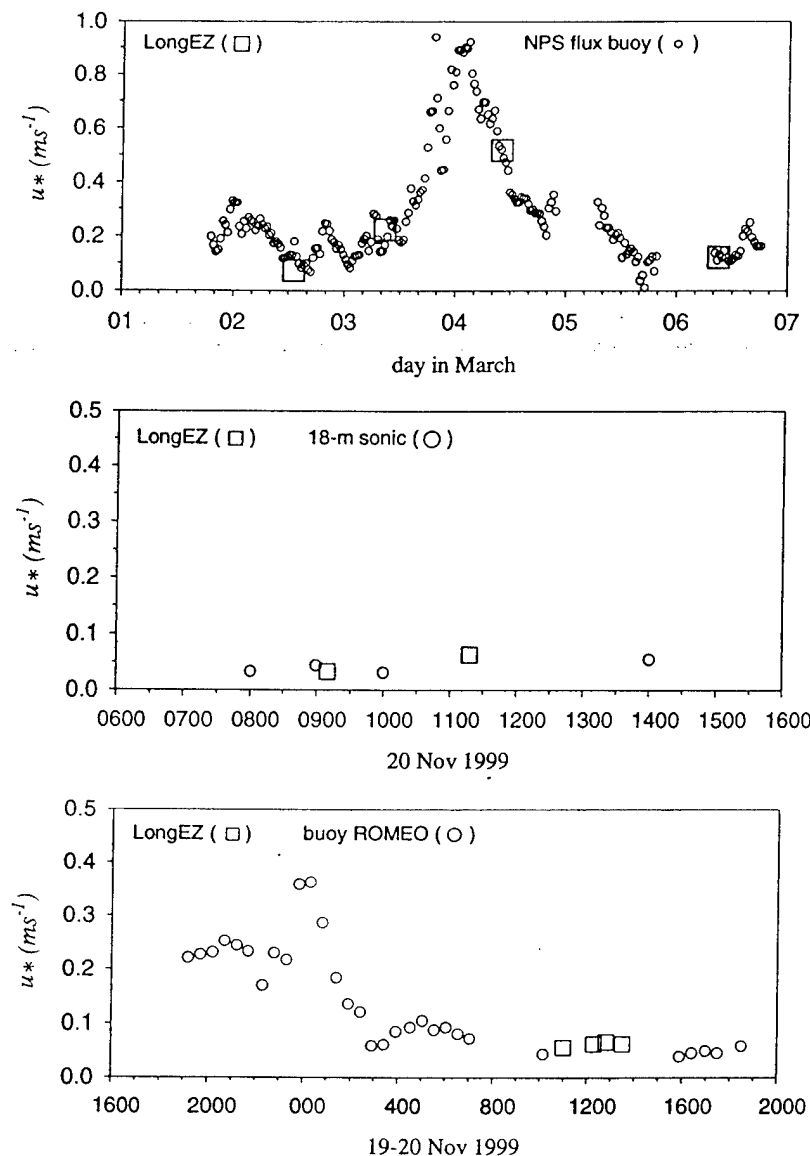 LongEZ ( □ ) NPS flux buoy ( ○ )
1.0
0.8
0.6
0.4
0.2
0.0
u* (ms⁻¹)
01 02 03 04 05 06 07
day in March
LongEZ ( □ ) 18-m sonic ( ○ )
0.5
0.4
0.3
0.2
0.1
0.0
u* (ms⁻¹)
0600 0700 0800 0900 1000 1100 1200 1300 1400 1500 1600
20 Nov 1999
LongEZ ( □ ) buoy ROMEO ( ○ )
0.5
0.4
0.3
0.2
0.1
0.0
u* (ms⁻¹)
1600 2000 000 400 800 1200 1600 2000
19-20 Nov 1999